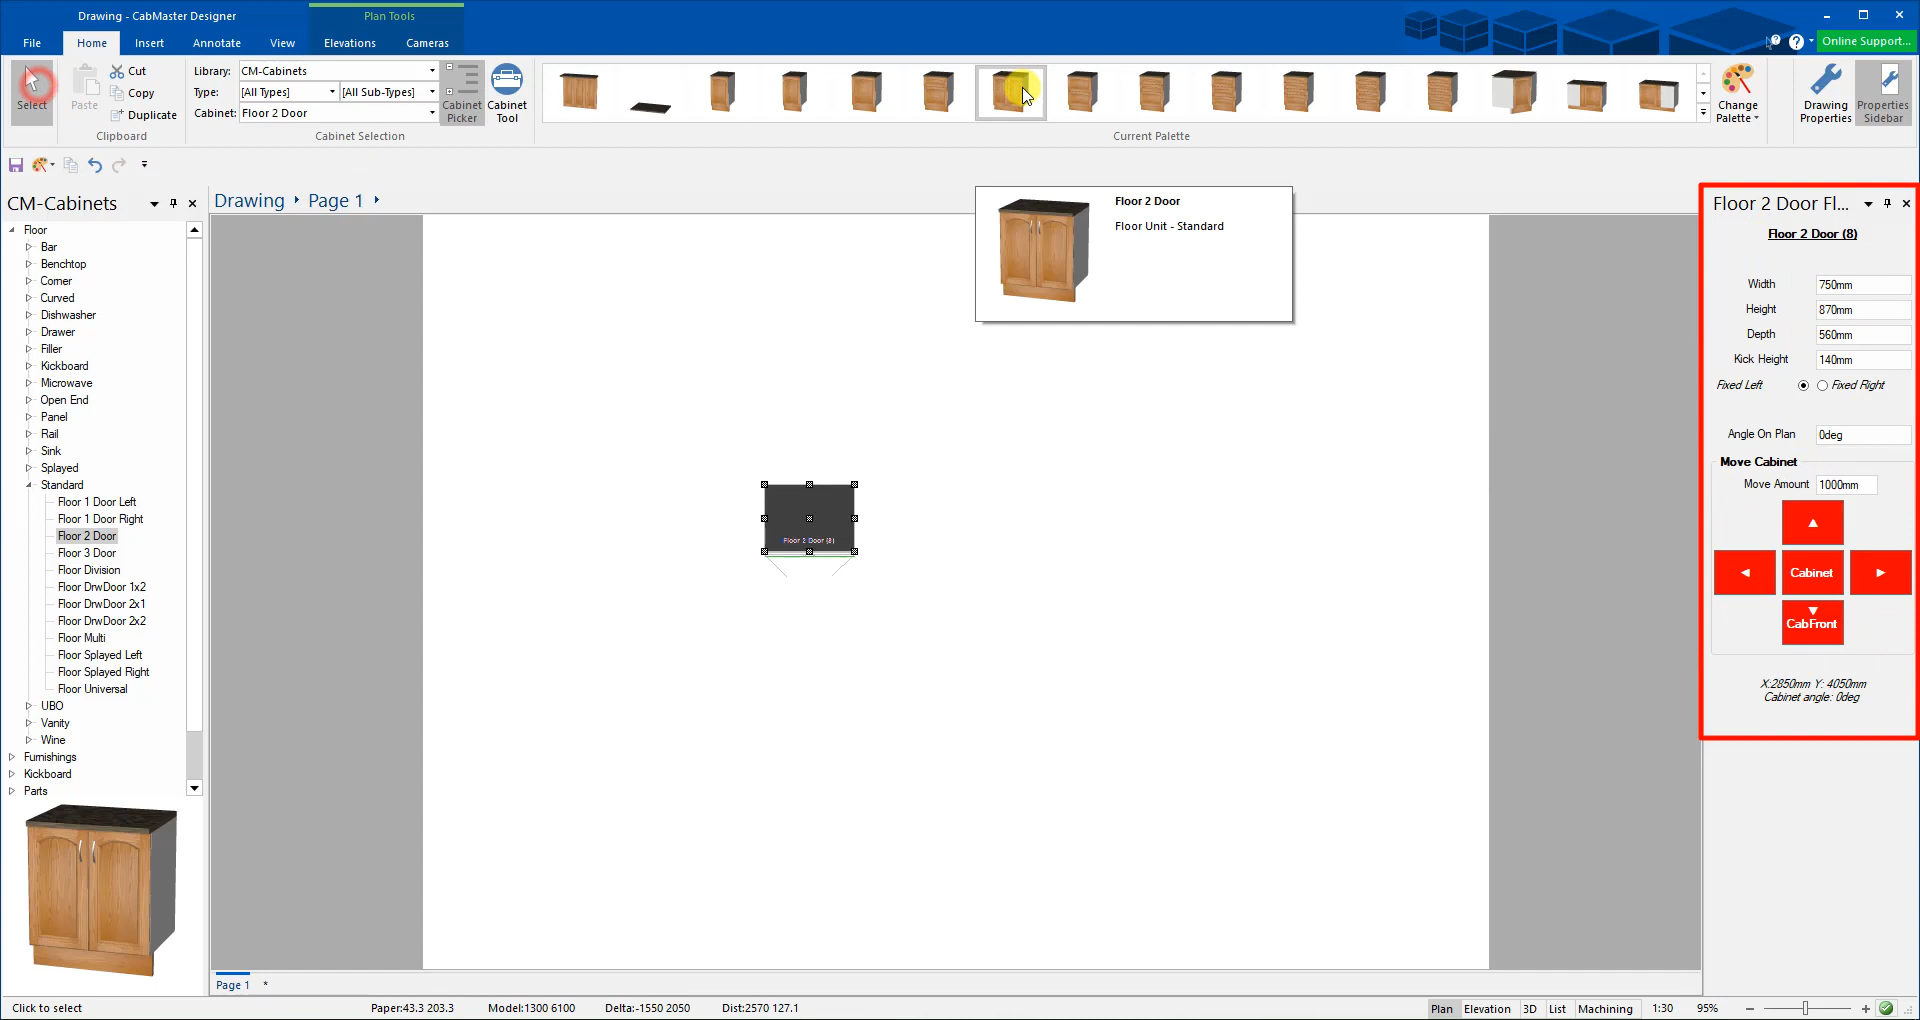 Drawing - CabMaster Designer
Plan Tools
File
Home
Insert
Annotate
View
Elevations
Cameras
Online Support...
Select
Paste
Cut
Copy
Duplicate
Clipboard
Library: CM-Cabinets
Type: [All Types] [All Sub-Types]
Cabinet: Floor 2 Door
Cabinet Selection
Cabinet
Picker
Cabinet
Tool
Current Palette
Change
Palette
Drawing
Properties
Properties
Sidebar
CM-Cabinets
Floor
Bar
Benchtop
Corner
Curved
Dishwasher
Drawer
Filler
Kickboard
Microwave
Open End
Panel
Rail
Sink
Splayed
Standard
Floor 1 Door Left
Floor 1 Door Right
Floor 2 Door
Floor 3 Door
Floor Division
Floor DrwDoor 1x2
Floor DrwDoor 2x1
Floor DrwDoor 2x2
Floor Multi
Floor Splayed Left
Floor Splayed Right
Floor Universal
UBO
Vanity
Wine
Furnishings
Kickboard
Parts
Drawing
Page 1
Floor 2 Door
Floor Unit - Standard
Floor 2 Door (8)
Floor 2 Door Fl...
Floor 2 Door (8)
Width 750mm
Height 870mm
Depth 560mm
Kick Height 140mm
Fixed Left Fixed Right
Angle On Plan 0deg
Move Cabinet
Move Amount 1000mm
Cabinet
CabFront
X:2850mm Y: 4050mm
Cabinet angle: 0deg
Page 1 *
Click to select
Paper:43.3 203.3
Model:1300 6100
Delta:-1550 2050
Dist:2570 127.1
Plan
Elevation
3D
List
Machining
1:30
95%